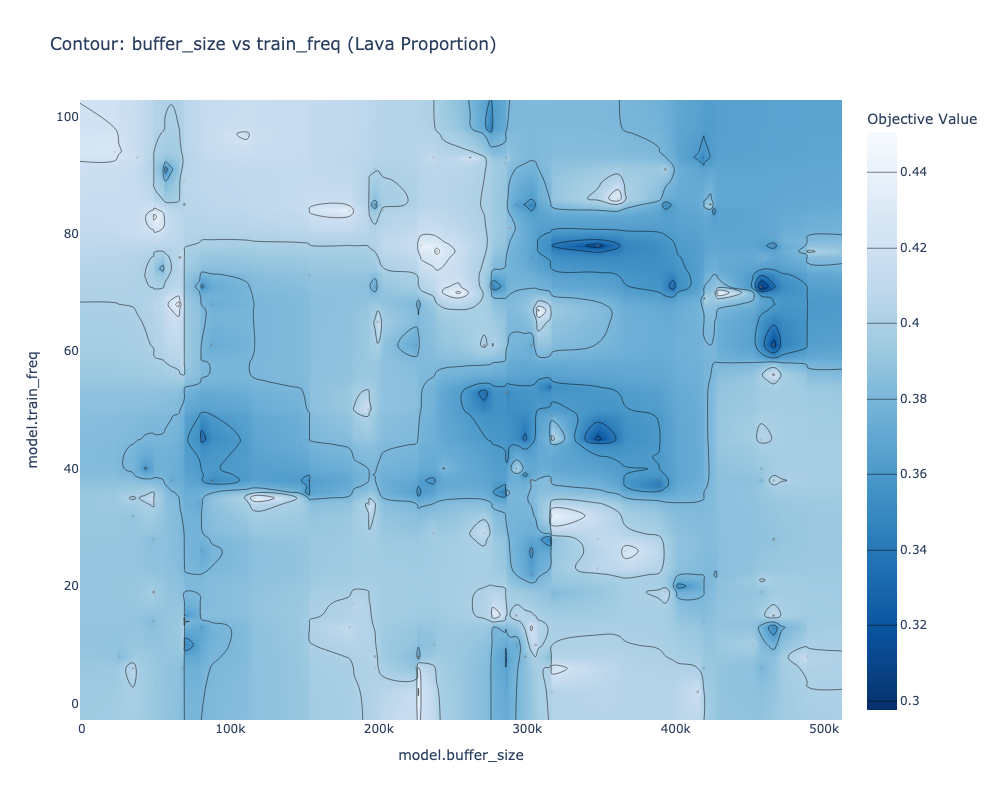 Contour: buffer_size vs train_freq (Lava Proportion)
Objective Value
0.44
0.42
0.4
0.38
0.36
0.34
0.32
0.3
100
80
60
40
20
0
model.train_freq
0 100k 200k 300k 400k 500k
model.buffer_size